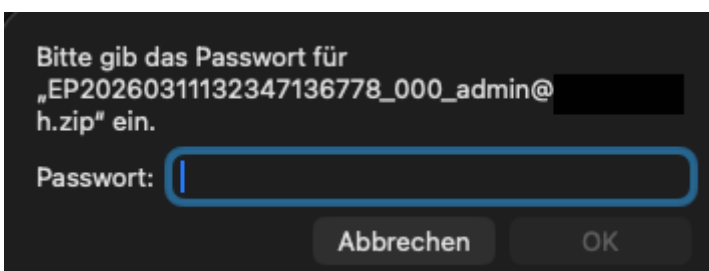 Bitte gib das Passwort für
„EP20260311132347136778_000_admin@
h.zip“ ein.
Passwort:
Abbrechen OK